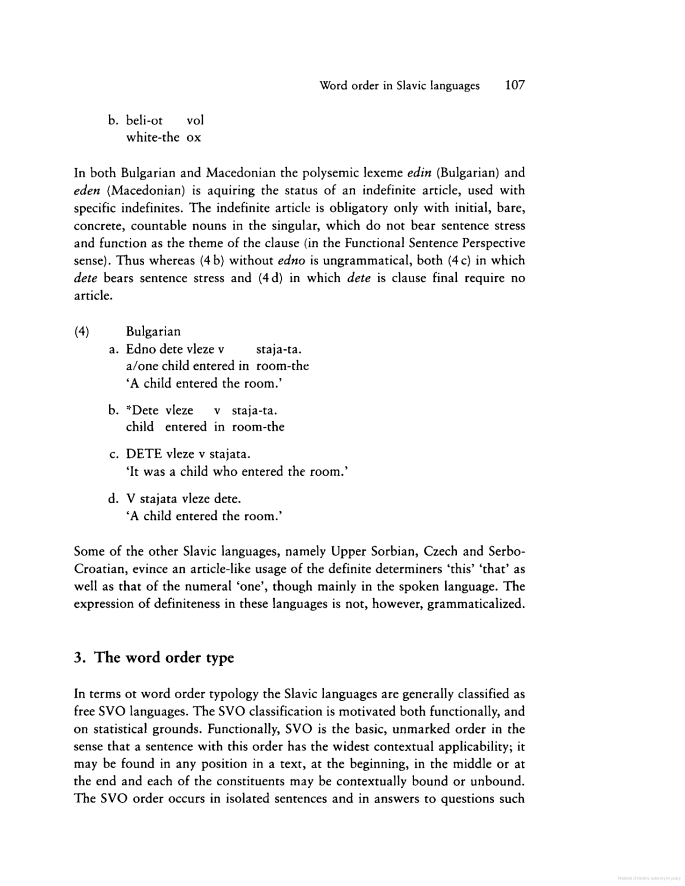 Word order in Slavic languages 107
b. beli-ot vol
white-the ox
In both Bulgarian and Macedonian the polysemic lexeme edin (Bulgarian) and
eden (Macedonian) is aquiring the status of an indefinite article, used with
specific indefinites. The indefinite article is obligatory only with initial, bare,
concrete, countable nouns in the singular, which do not bear sentence stress
and function as the theme of the clause (in the Functional Sentence Perspective
sense). Thus whereas (4 b) without edno is ungrammatical, both (4 c) in which
dete bears sentence stress and (4 d) in which dete is clause final require no
article.
(4) Bulgarian
a. Edno dete vleze v staja-ta.
a/one child entered in room-the
‘A child entered the room.’
b. *Dete vleze v staja-ta.
child entered in room-the
c. DETE vleze v stajata.
‘It was a child who entered the room.’
d. V stajata vleze dete.
‘A child entered the room.’
Some of the other Slavic languages, namely Upper Sorbian, Czech and Serbo-
Croatian, evince an article-like usage of the definite determiners ‘this’ ‘that’ as
well as that of the numeral ‘one’, though mainly in the spoken language. The
expression of definiteness in these languages is not, however, grammaticalized.
3. The word order type
In terms ot word order typology the Slavic languages are generally classified as
free SVO languages. The SVO classification is motivated both functionally, and
on statistical grounds. Functionally, SVO is the basic, unmarked order in the
sense that a sentence with this order has the widest contextual applicability; it
may be found in any position in a text, at the beginning, in the middle or at
the end and each of the constituents may be contextually bound or unbound.
The SVO order occurs in isolated sentences and in answers to questions such